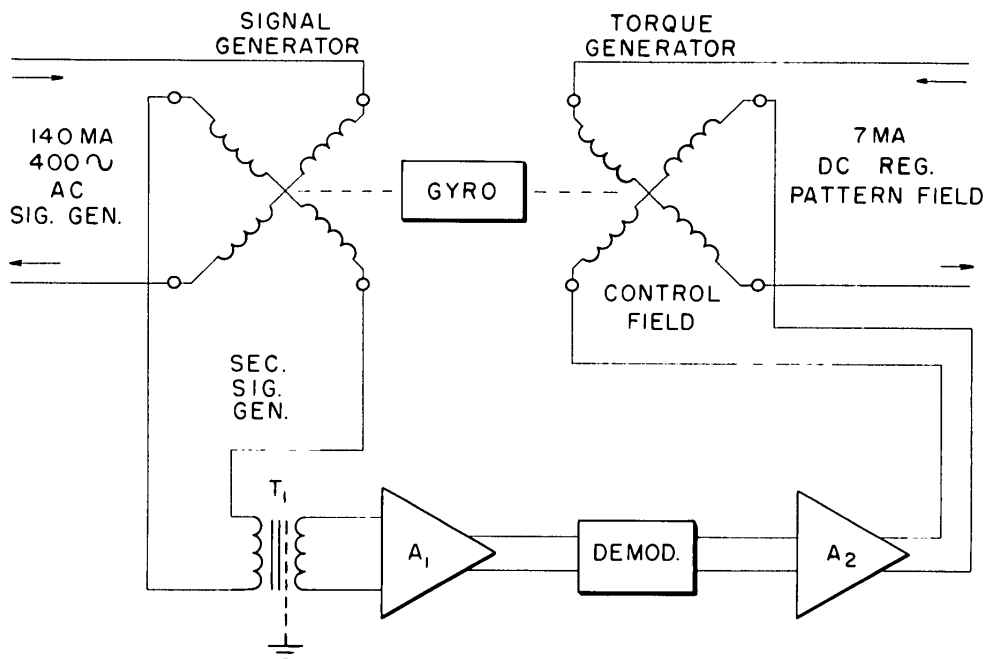 SIGNAL
GENERATOR
TORQUE
GENERATOR
140 MA
400 ∿
AC
SIG. GEN.
GYRO
7 MA
DC REG.
PATTERN FIELD
CONTROL
FIELD
SEC.
SIG.
GEN.
T₁
A₁
DEMOD.
A₂